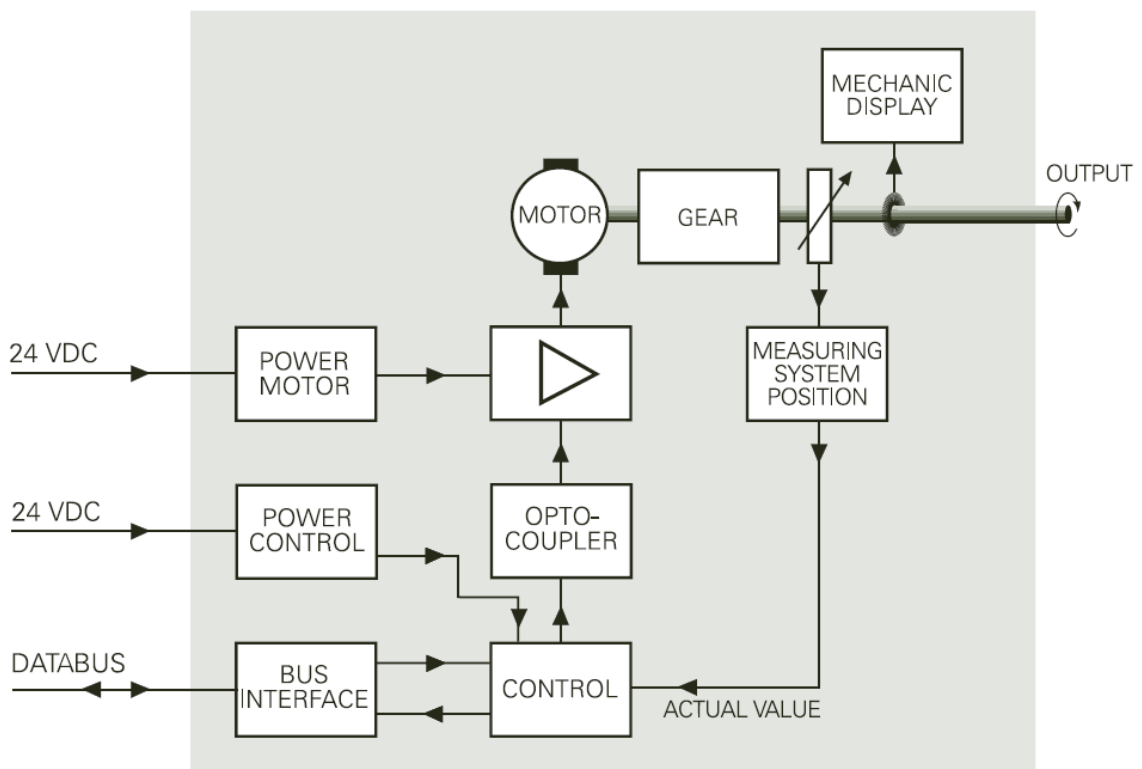 MECHANIC
DISPLAY
OUTPUT
MOTOR
GEAR
24 VDC
POWER
MOTOR
MEASURING
SYSTEM
POSITION
24 VDC
POWER
CONTROL
OPTO-
COUPLER
DATABUS
BUS
INTERFACE
CONTROL
ACTUAL VALUE